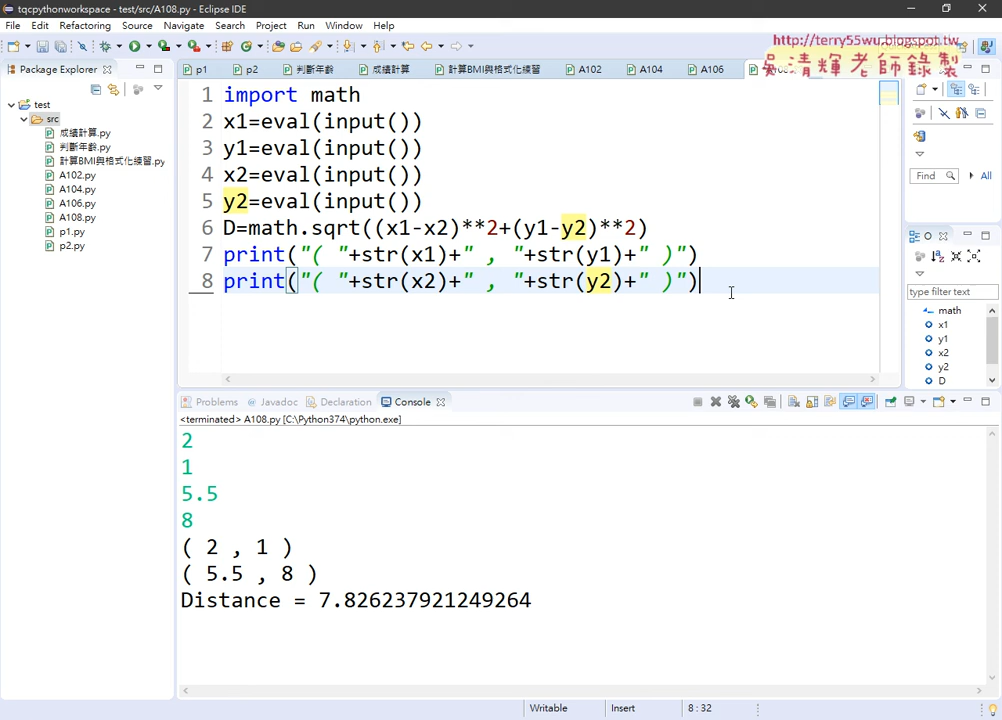 tqcpythonworkspace - test/src/A108.py - Eclipse IDE
File Edit Refactoring Source Navigate Search Project Run Window Help
http://terry55wu.blogspot.tw
吳清輝老師錄製
Package Explorer
p1 p2 判斷年齡 成績計算 計算BMI與格式化練習 A102 A104 A106
test
src
成績計算.py
判斷年齡.py
計算BMI與格式化練習.py
A102.py
A104.py
A106.py
A108.py
p1.py
p2.py
1 import math
2 x1=eval(input())
3 y1=eval(input())
4 x2=eval(input())
5 y2=eval(input())
6 D=math.sqrt((x1-x2)**2+(y1-y2)**2)
7 print("( "+str(x1)+" , "+str(y1)+" )")
8 print("( "+str(x2)+" , "+str(y2)+" )")
Find All
type filter text
math
x1
y1
x2
y2
D
Problems Javadoc Declaration Console
<terminated> A108.py [C:\Python374\python.exe]
2
1
5.5
8
( 2 , 1 )
( 5.5 , 8 )
Distance = 7.826237921249264
Writable Insert 8 : 32